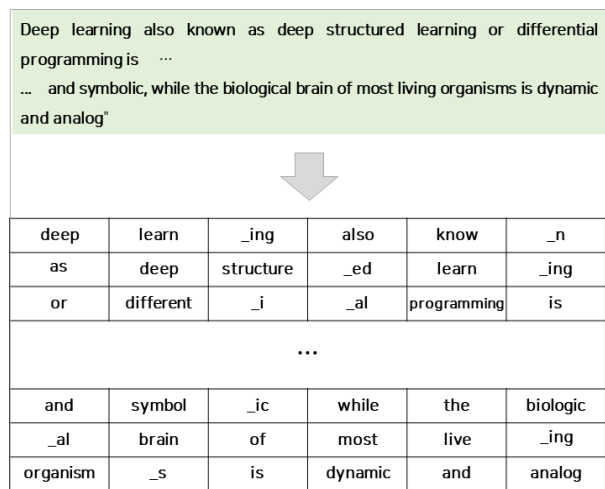 Deep learning also known as deep structured learning or differential
programming is ...
... and symbolic, while the biological brain of most living organisms is dynamic
and analog"
deep learn _ing also know _n
as deep structure _ed learn _ing
or different _i _al programming is
...
and symbol _ic while the biologic
_al brain of most live _ing
organism _s is dynamic and analog